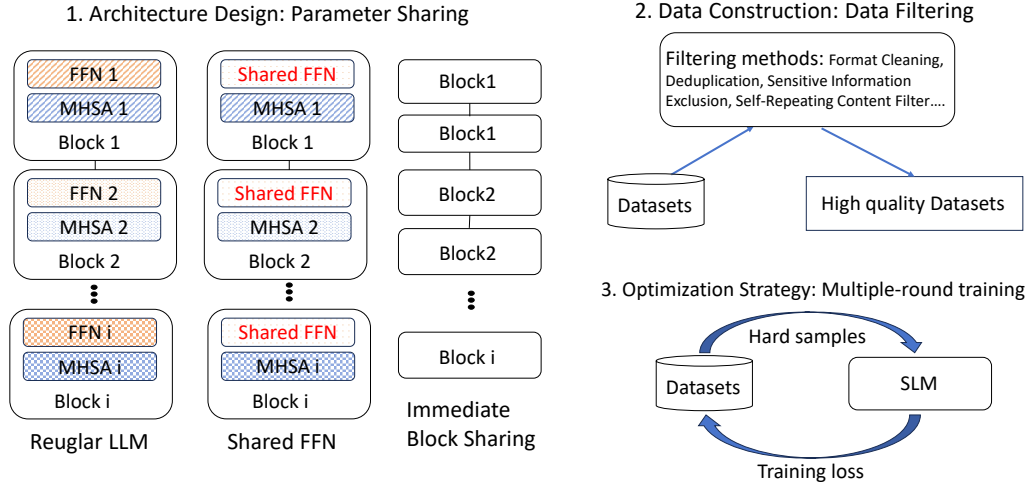 1. Architecture Design: Parameter Sharing
FFN 1
MHSA 1
Block 1
FFN 2
MHSA 2
Block 2
FFN i
MHSA i
Block i
Reuglar LLM
Shared FFN
MHSA 1
Block 1
Shared FFN
MHSA 2
Block 2
Shared FFN
MHSA i
Block i
Shared FFN
Block1
Block1
Block2
Block2
Block i
Immediate
Block Sharing
2. Data Construction: Data Filtering
Filtering methods: Format Cleaning,
Deduplication, Sensitive Information
Exclusion, Self-Repeating Content Filter....
Datasets
High quality Datasets
3. Optimization Strategy: Multiple-round training
Hard samples
Datasets
SLM
Training loss